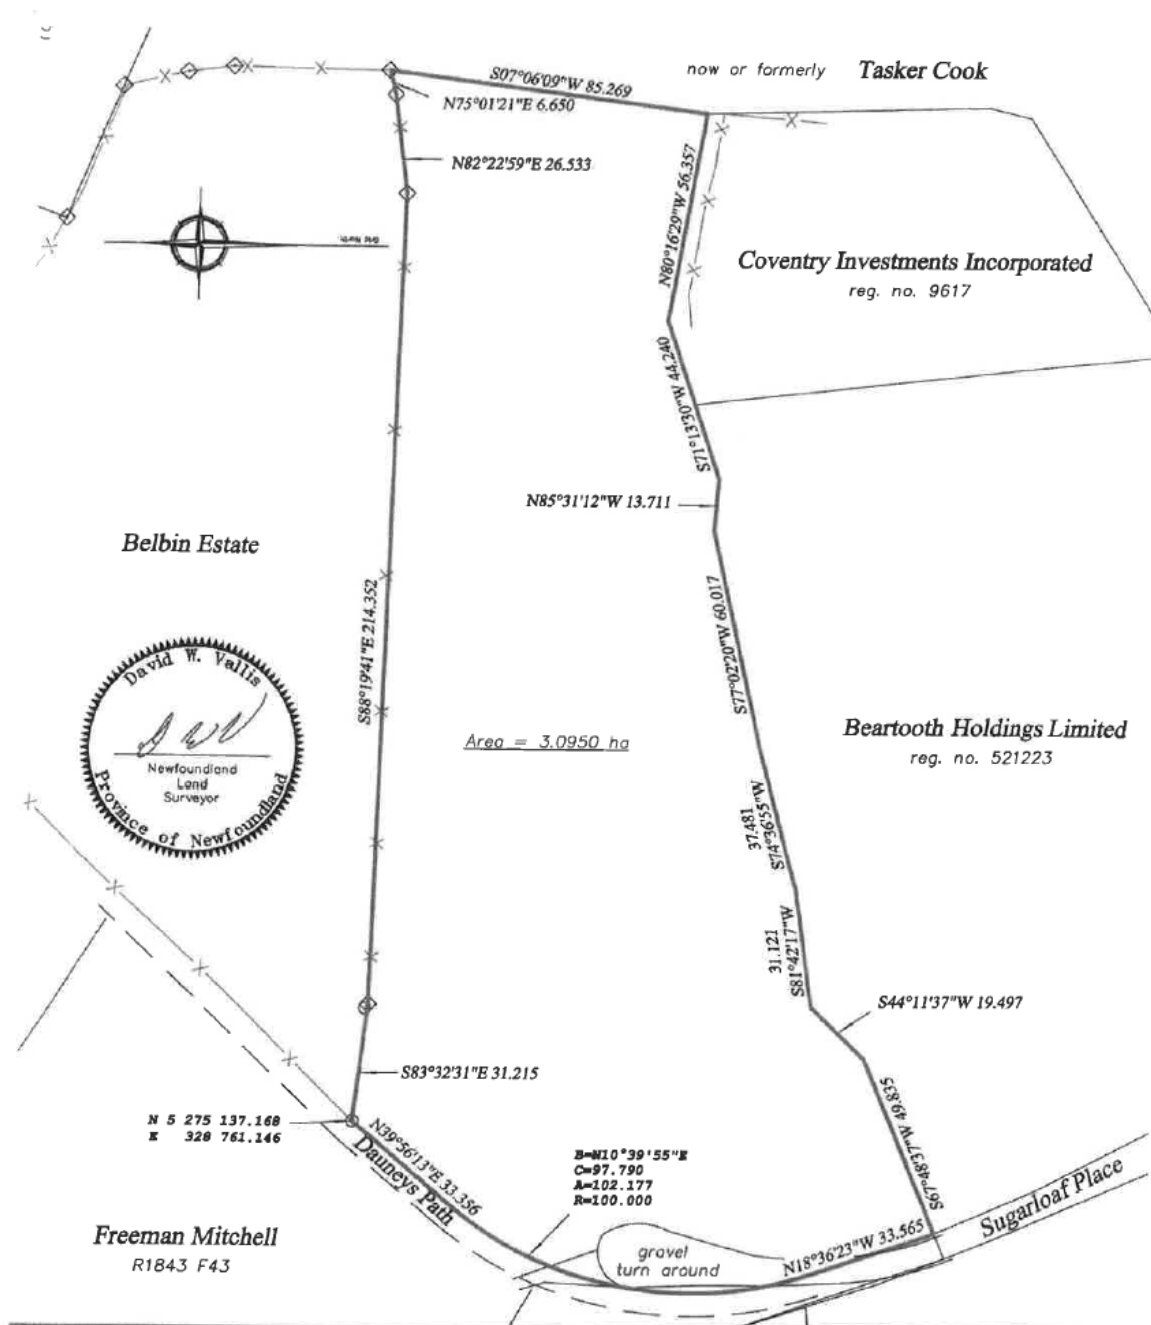 S07°06'09"W 85.269
now or formerly Tasker Cook
N75°01'21"E 6.650
N82°22'59"E 26.533
N80°16'29"W 56.357
Coventry Investments Incorporated
reg. no. 9617
S71°13'30"W 44.240
N85°31'12"W 13.711
Belbin Estate
S88°19'41"E 214.352
S77°02'20"W 60.017
David W. Vallis
Newfoundland
Land
Surveyor
Province of Newfoundland
Area = 3.0950 ha
Beartooth Holdings Limited
reg. no. 521223
37.481
S74°36'55"W
31.121
S81°42'17"W
S44°11'37"W 19.497
S83°32'31"E 31.215
S67°48'37"W 49.835
N 5 275 137.168
E 328 761.146
N39°56'13"E 33.356
Dauneys Path
B=N10°39'55"E
C=97.790
A=102.177
R=100.000
Freeman Mitchell
R1843 F43
gravel
turn around
N18°36'23"W 33.565
Sugarloaf Place